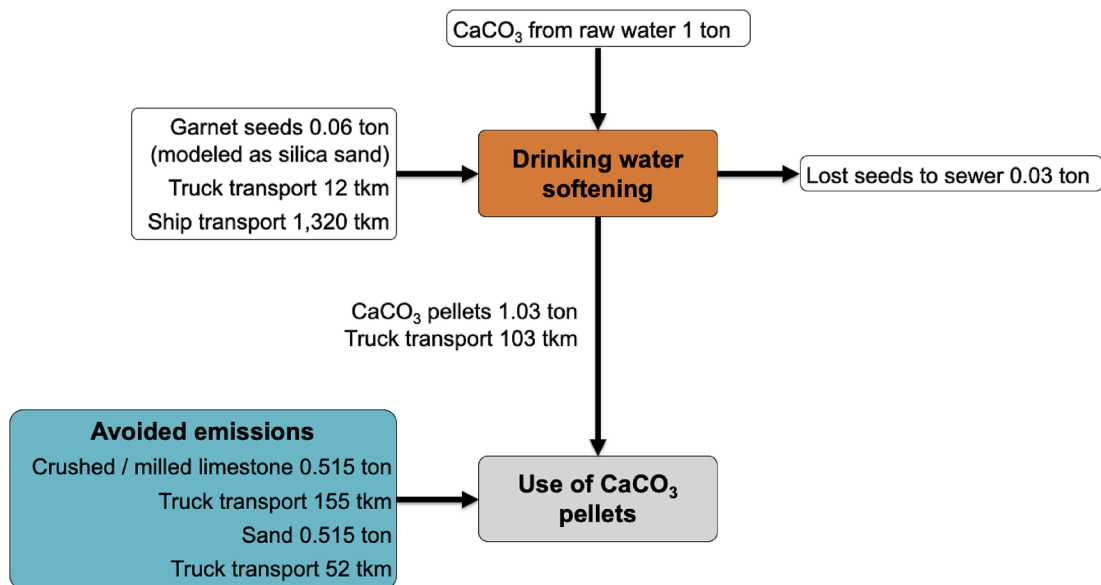 CaCO₃ from raw water 1 ton
Garnet seeds 0.06 ton
(modeled as silica sand)
Truck transport 12 tkm
Ship transport 1,320 tkm
Drinking water
softening
Lost seeds to sewer 0.03 ton
CaCO₃ pellets 1.03 ton
Truck transport 103 tkm
Avoided emissions
Crushed / milled limestone 0.515 ton
Truck transport 155 tkm
Sand 0.515 ton
Truck transport 52 tkm
Use of CaCO₃
pellets